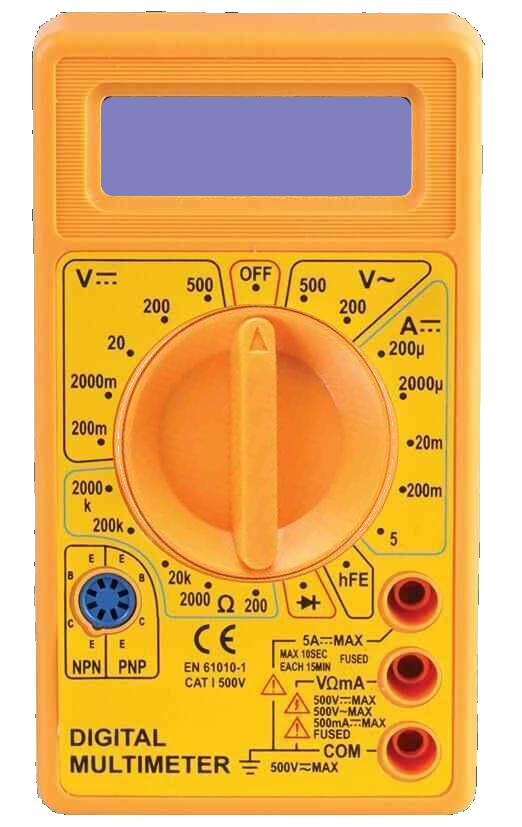 V⎓
OFF
V~
500
500
200
200
A⎓
20
200µ
2000m
2000µ
200m
20m
2000
k
200m
200k
5
20k
hFE
2000
Ω
200
E
E
B
B
C
C
E
E
NPN
PNP
CE
EN 61010-1
CAT I 500V
5A⎓MAX
MAX 10SEC
EACH 15MIN
FUSED
VΩmA
500V⎓MAX
500V~MAX
500mA⎓MAX
FUSED
COM
500V≂MAX
DIGITAL
MULTIMETER